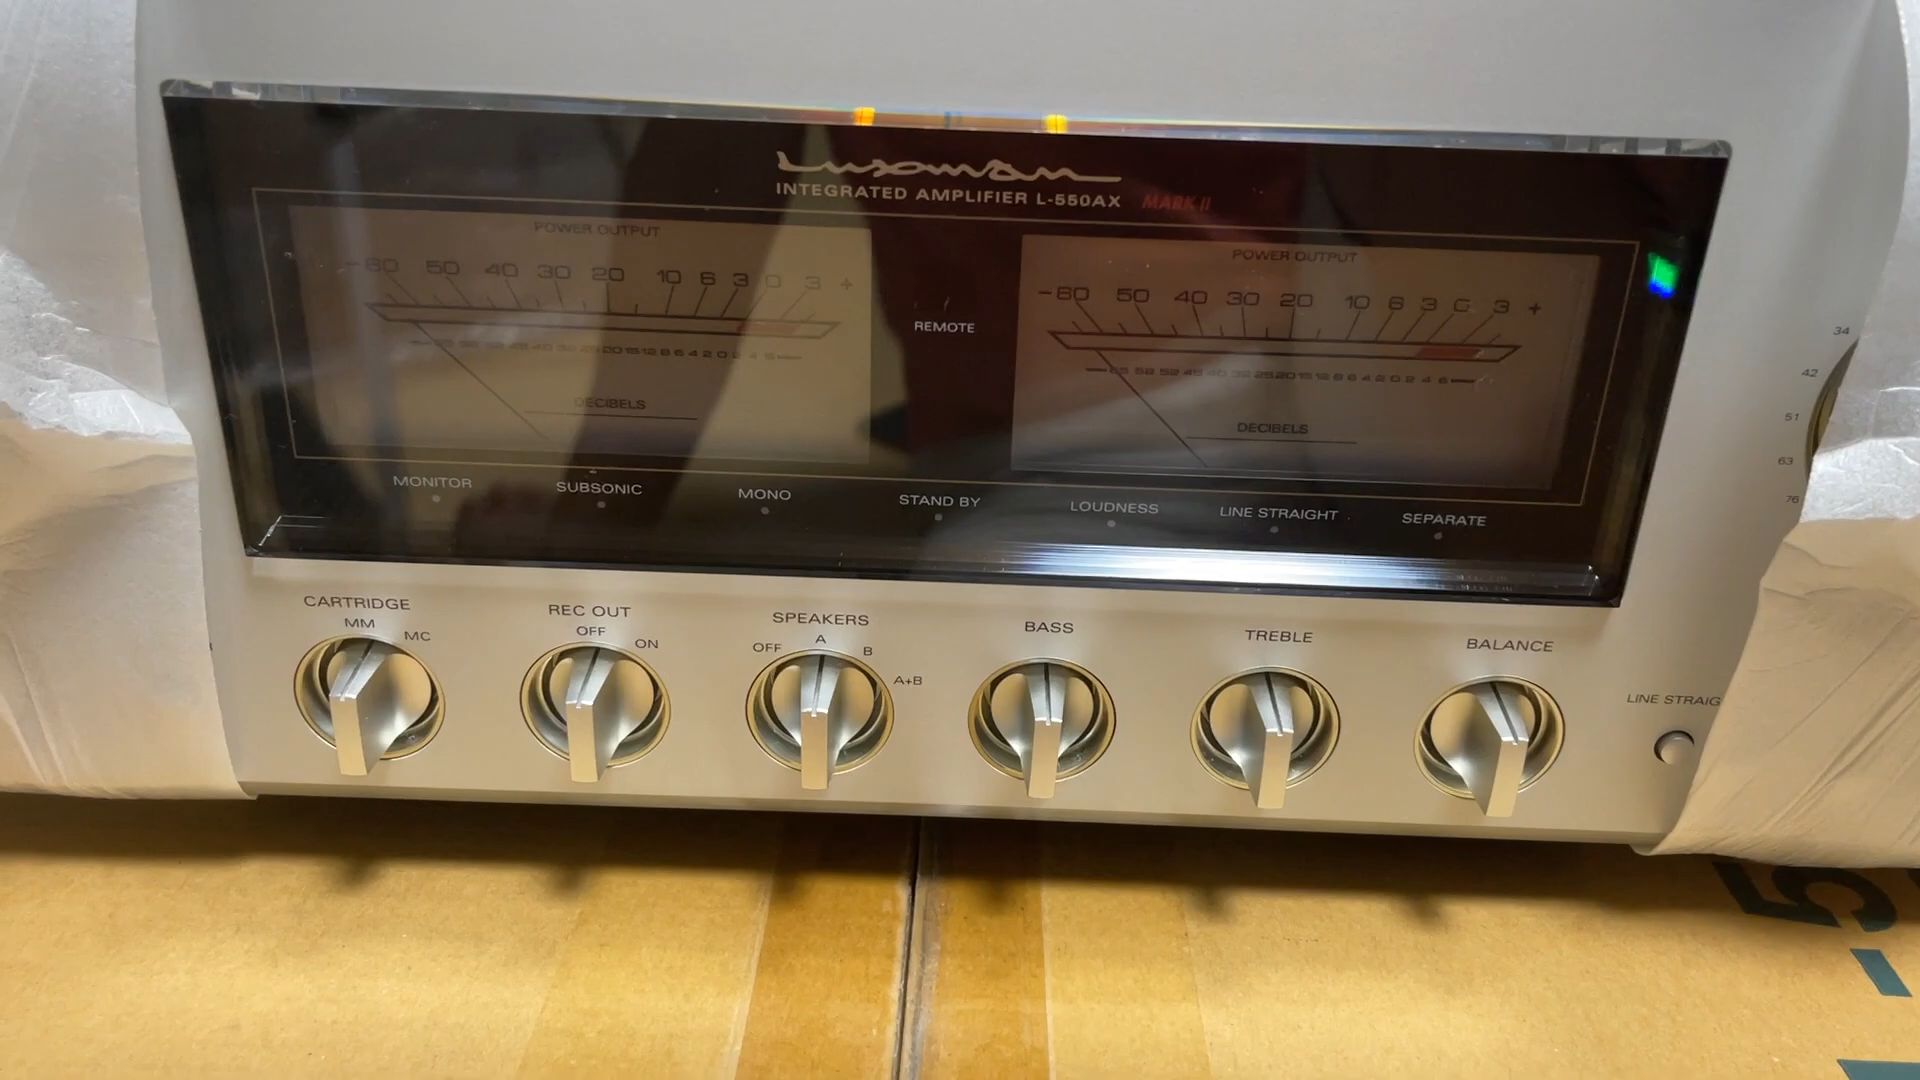 Luxman
INTEGRATED AMPLIFIER L-550AX MARK II
POWER OUTPUT
POWER OUTPUT
-60 50 40 30 20 10 6 3 0 3 +
-60 50 40 30 20 10 6 3 0 3 +
REMOTE
DECIBELS
DECIBELS
MONITOR
SUBSONIC
MONO
STAND BY
LOUDNESS
LINE STRAIGHT
SEPARATE
34
42
51
63
76
CARTRIDGE
MM
MC
REC OUT
OFF
ON
SPEAKERS
OFF
A
B
A+B
BASS
TREBLE
BALANCE
LINE STRAIG
5